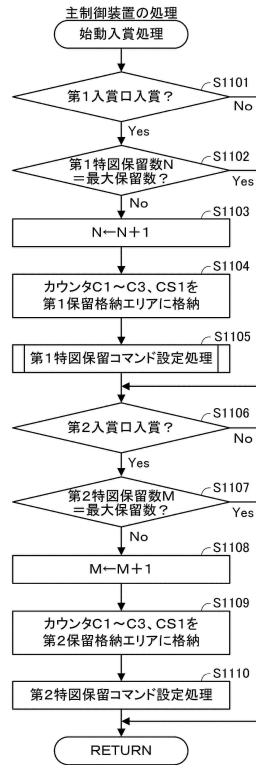 主制御装置の処理
始動入賞処理
S1101
第1入賞口入賞?
No
Yes
S1102
第1特図保留数N
=最大保留数?
Yes
No
S1103
N←N+1
S1104
カウンタC1~C3、CS1を
第1保留格納エリアに格納
S1105
第1特図保留コマンド設定処理
S1106
第2入賞口入賞?
No
Yes
S1107
第2特図保留数M
=最大保留数?
Yes
No
S1108
M←M+1
S1109
カウンタC1~C3、CS1を
第2保留格納エリアに格納
S1110
第2特図保留コマンド設定処理
RETURN